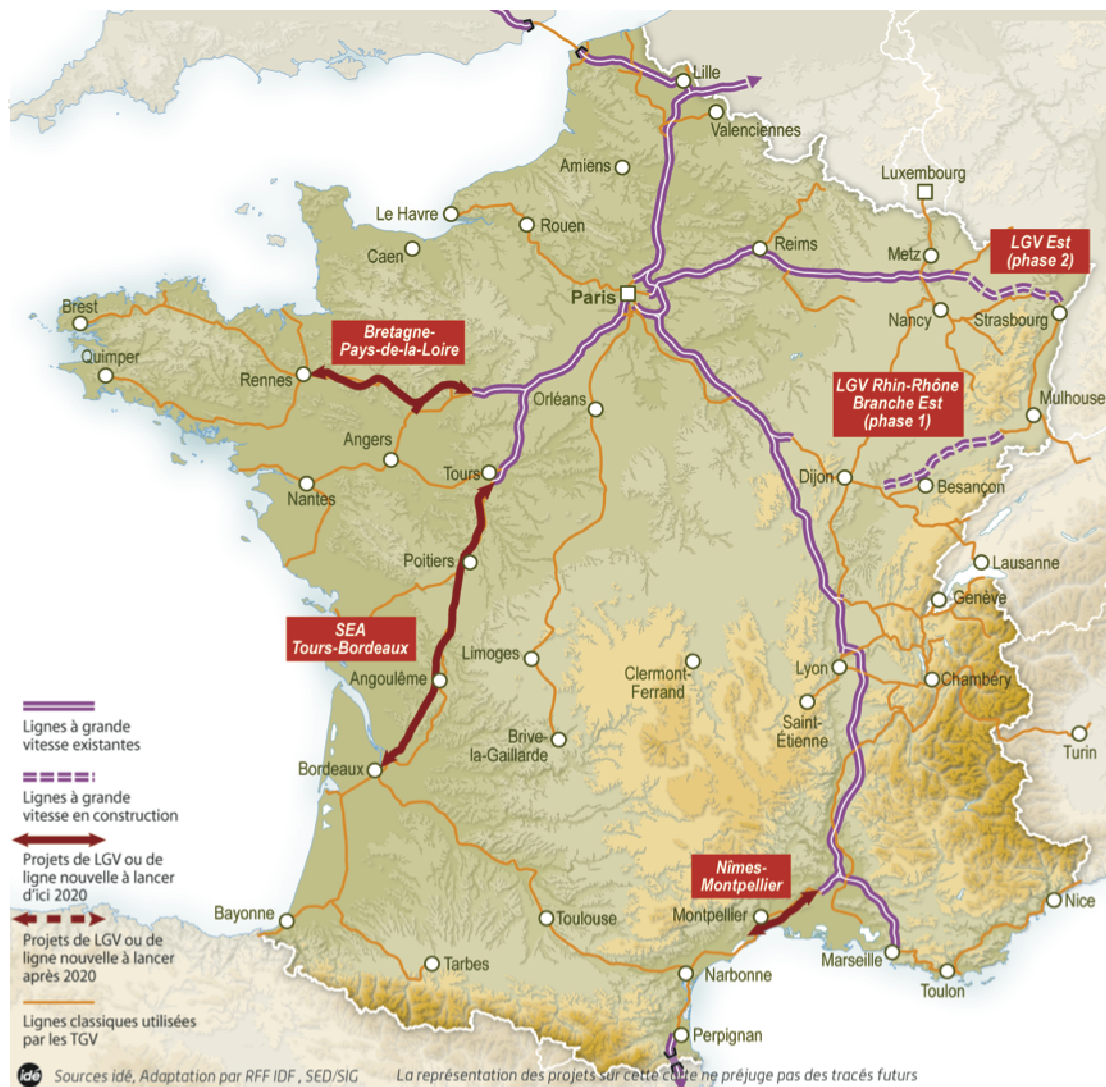 Lille
Valenciennes
Amiens
Luxembourg
Le Havre
Rouen
Reims
Metz
LGV Est
(phase 2)
Caen
Paris
Nancy
Strasbourg
Brest
Bretagne-
Pays-de-la-Loire
Quimper
Rennes
LGV Rhin-Rhône
Branche Est
(phase 1)
Orléans
Mulhouse
Angers
Tours
Dijon
Besançon
Nantes
Poitiers
Lausanne
Genève
SEA
Tours-Bordeaux
Limoges
Clermont-
Ferrand
Lyon
Chambéry
Angoulême
Saint-
Étienne
Brive-
la-Gaillarde
Turin
Bordeaux
Nîmes-
Montpellier
Bayonne
Toulouse
Montpellier
Nice
Tarbes
Narbonne
Marseille
Toulon
Perpignan
Lignes à grande
vitesse existantes
Lignes à grande
vitesse en construction
Projets de LGV ou de
ligne nouvelle à lancer
d'ici 2020
Projets de LGV ou de
ligne nouvelle à lancer
après 2020
Lignes classiques utilisées
par les TGV
idé Sources idé, Adaptation par RFF IDF , SED/SIG La représentation des projets sur cette carte ne préjuge pas des tracés futurs